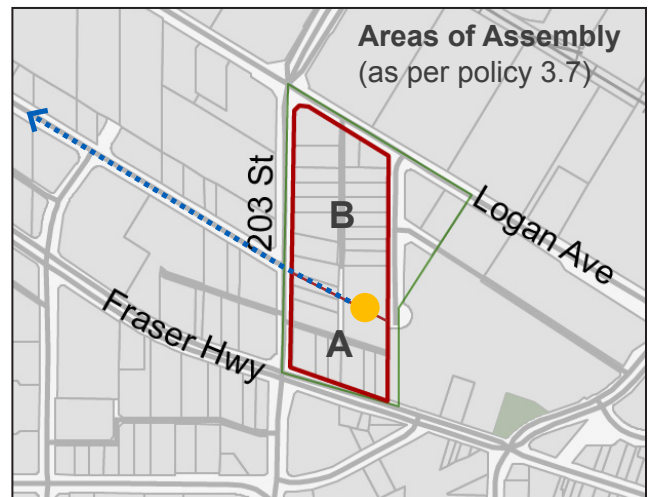 Areas of Assembly
(as per policy 3.7)
203 St
B
Logan Ave
A
Fraser Hwy